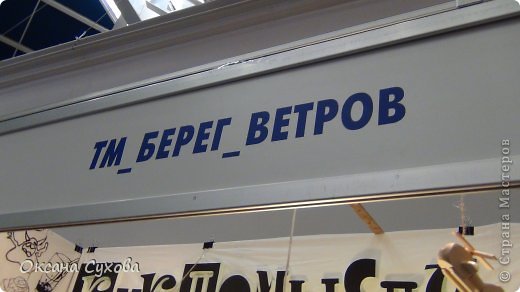 ТМ_БЕРЕГ_ВЕТРОВ
Оксана Сухова
© Страна Мастеров